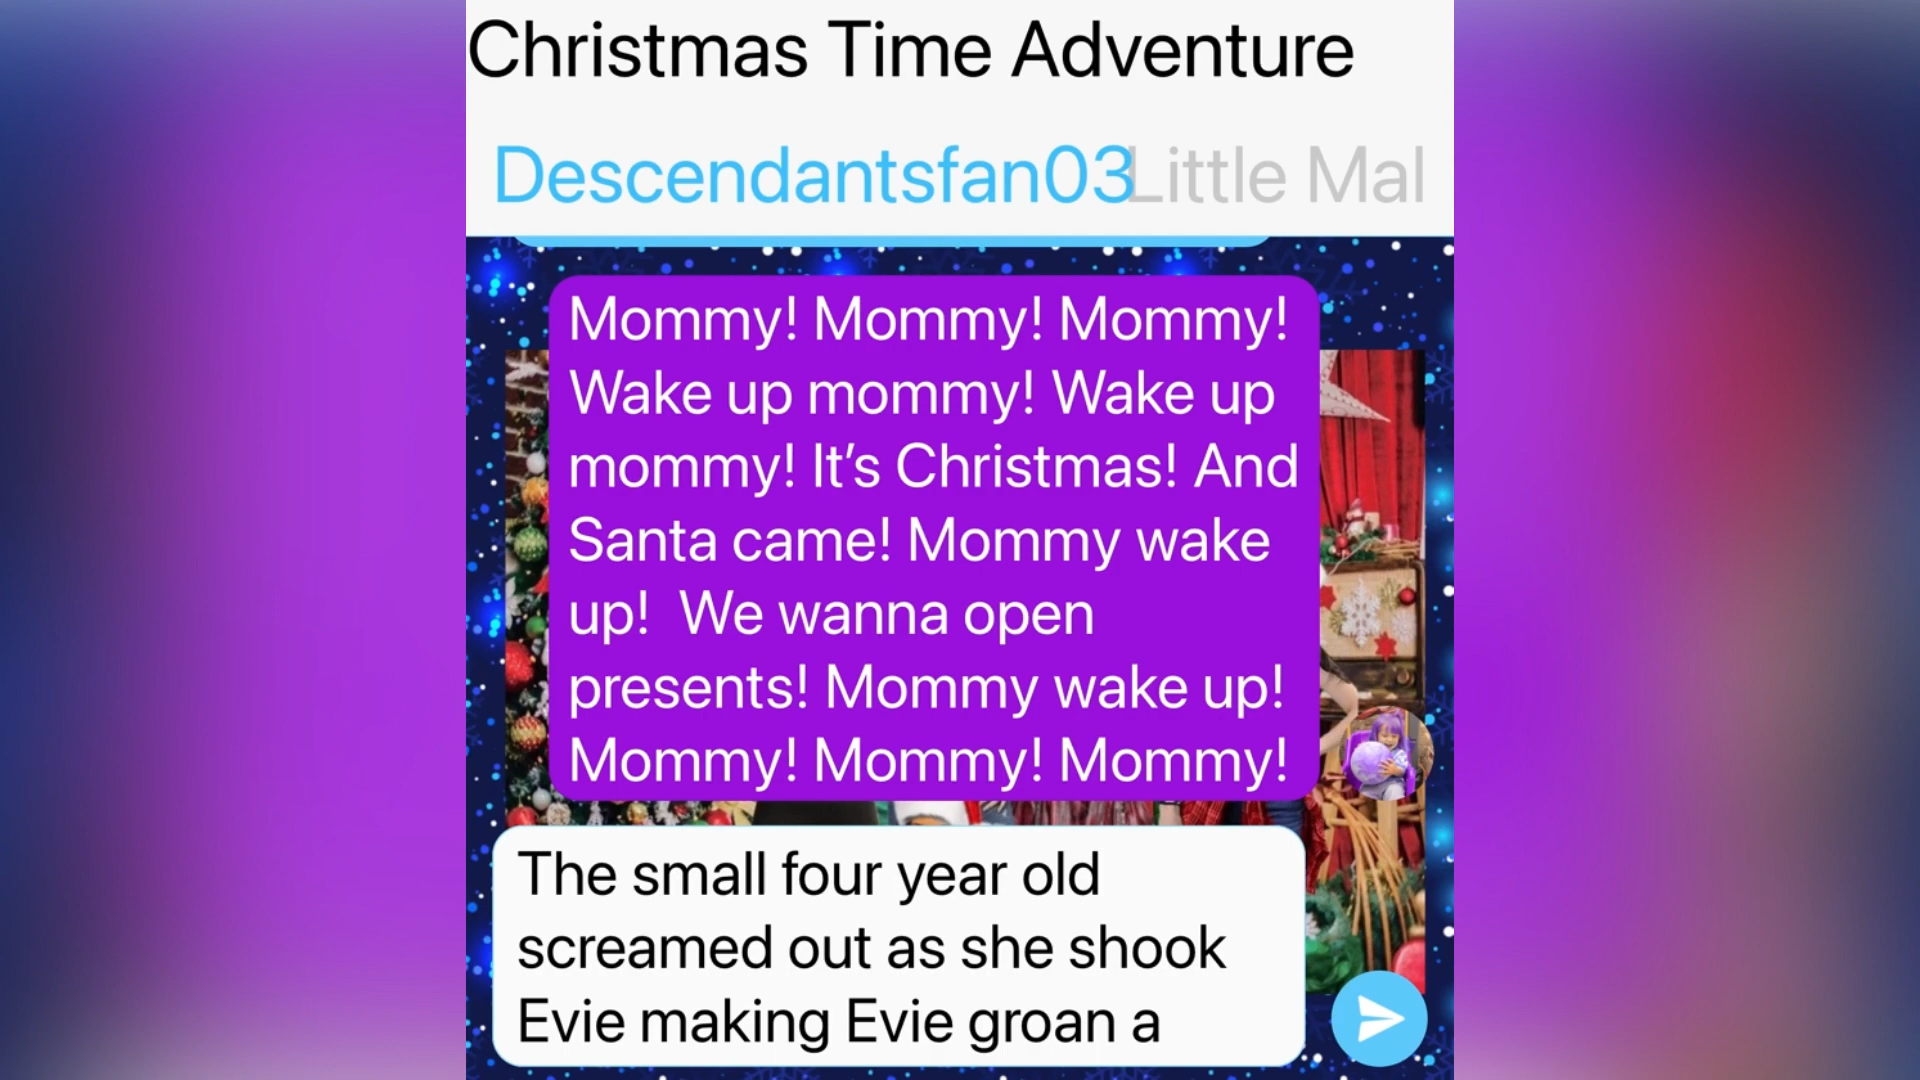 Christmas Time Adventure
Descendantsfan03 Little Mal
Mommy! Mommy! Mommy!
Wake up mommy! Wake up
mommy! It’s Christmas! And
Santa came! Mommy wake
up!  We wanna open
presents! Mommy wake up!
Mommy! Mommy! Mommy!
The small four year old
screamed out as she shook
Evie making Evie groan a